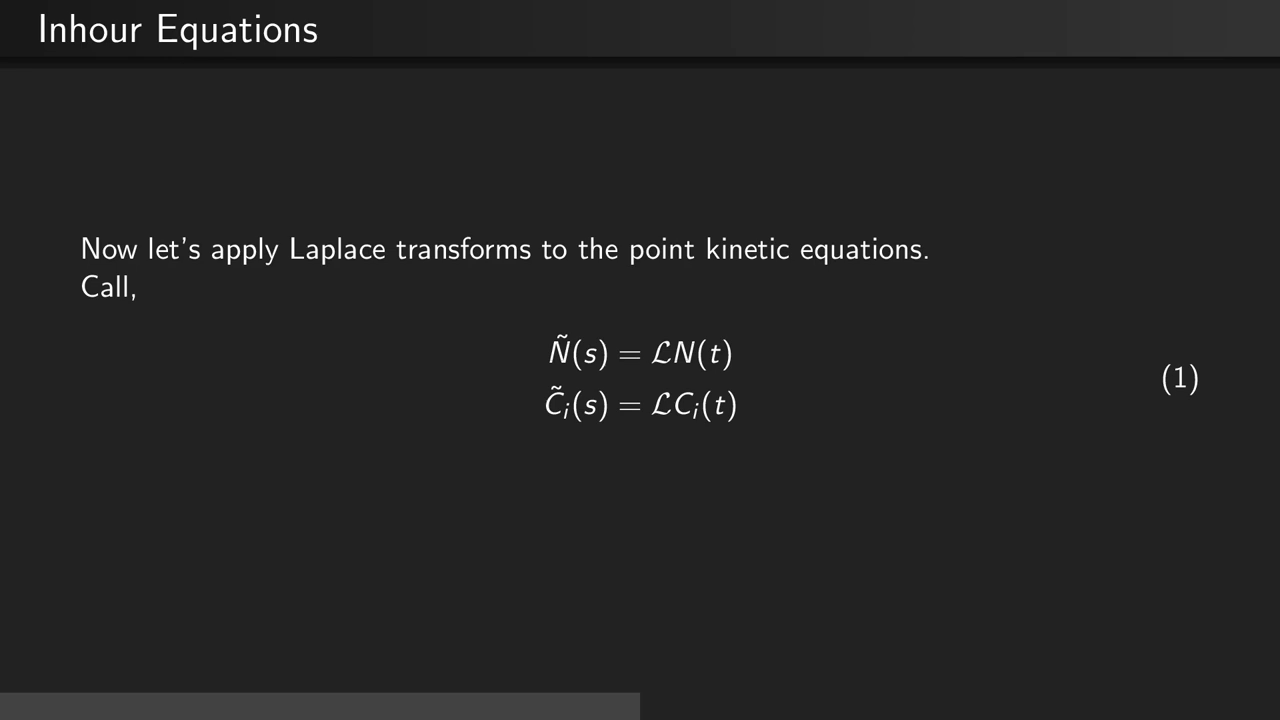 Inhour Equations
Now let's apply Laplace transforms to the point kinetic equations.
Call,
Ñ(s) = ℒN(t)
C̃ᵢ(s) = ℒCᵢ(t)
(1)